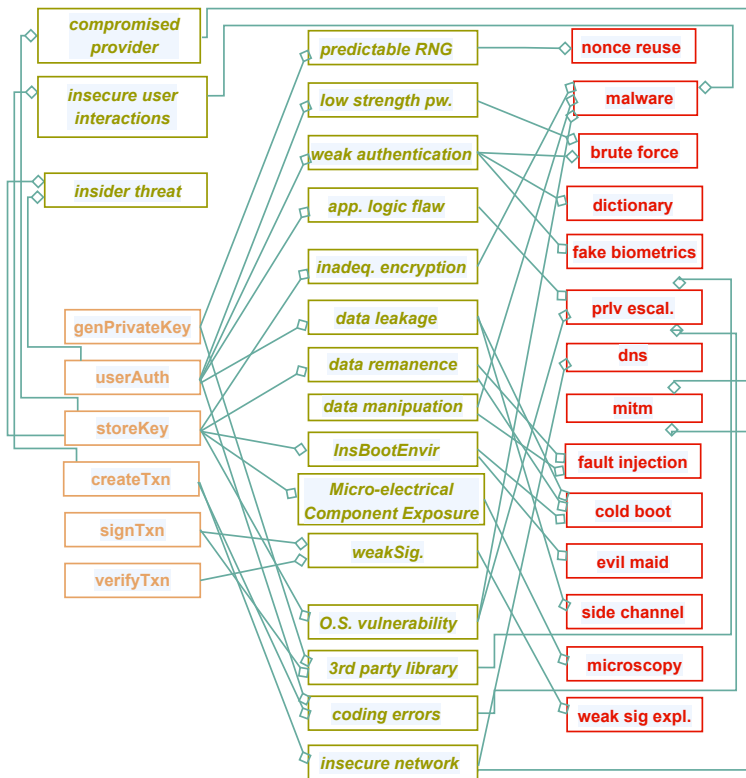 compromised
provider
insecure user
interactions
insider threat
genPrivateKey
userAuth
storeKey
createTxn
signTxn
verifyTxn
predictable RNG
low strength pw.
weak authentication
app. logic flaw
inadeq. encryption
data leakage
data remanence
data manipuation
InsBootEnvir
Micro-electrical
Component Exposure
weakSig.
O.S. vulnerability
3rd party library
coding errors
insecure network
nonce reuse
malware
brute force
dictionary
fake biometrics
prlv escal.
dns
mitm
fault injection
cold boot
evil maid
side channel
microscopy
weak sig expl.